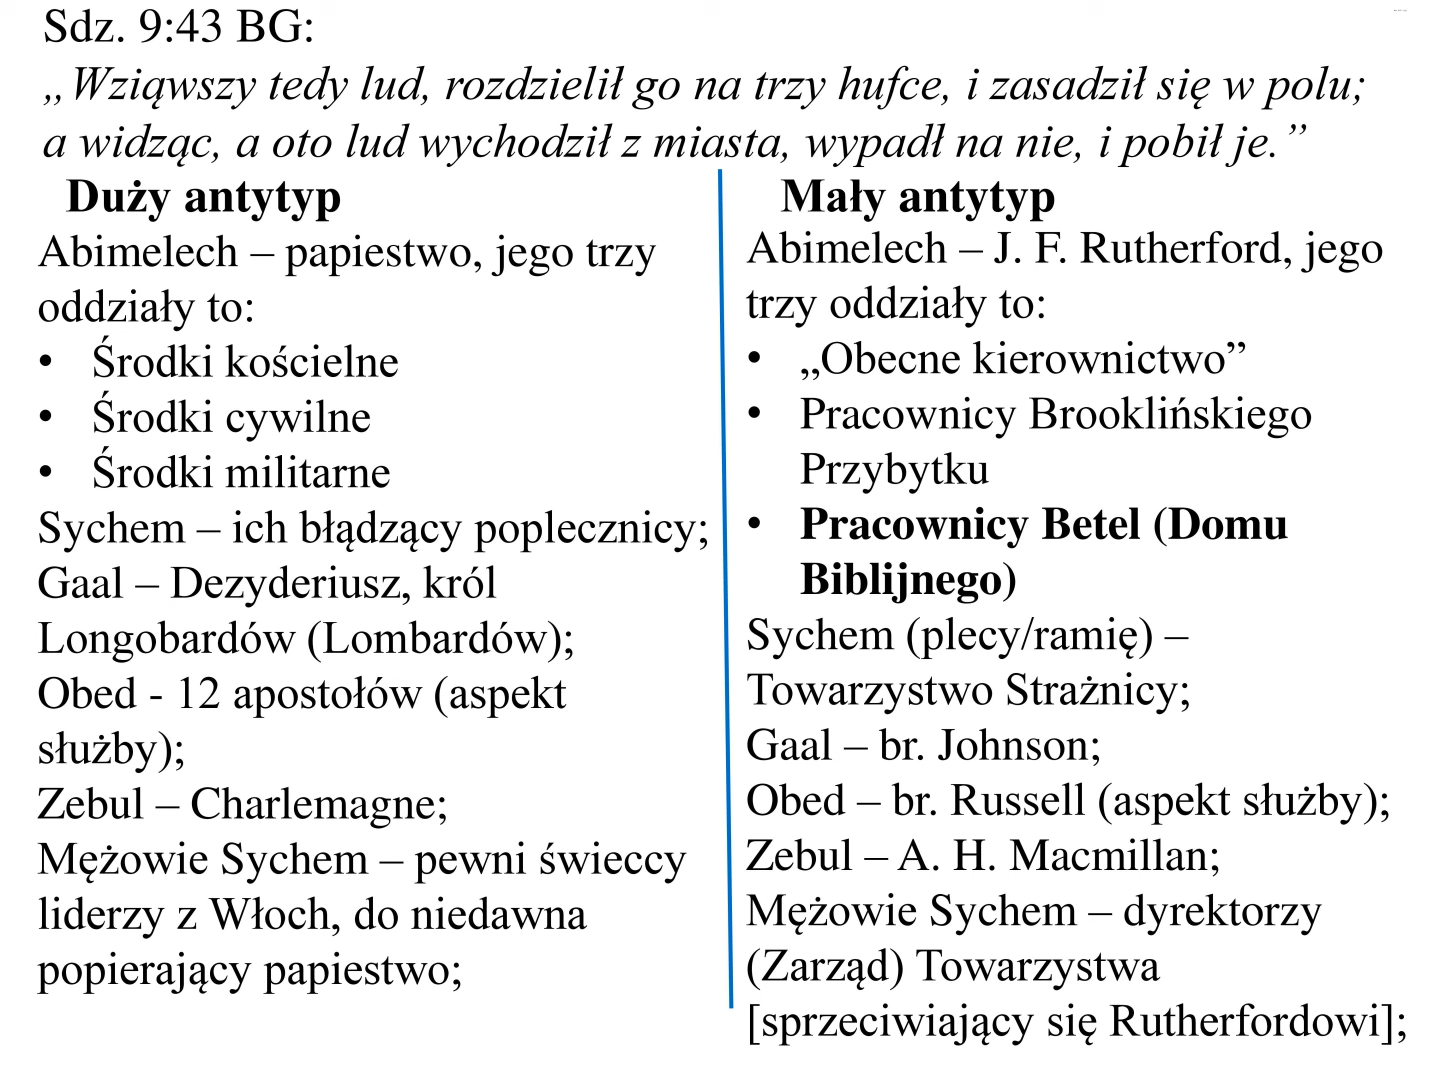 Sdz. 9:43 BG:
„Wziąwszy tedy lud, rozdzielił go na trzy hufce, i zasadził się w polu;
a widząc, a oto lud wychodził z miasta, wypadł na nie, i pobił je.”
Duży antytyp
Abimelech – papiestwo, jego trzy
oddziały to:
• Środki kościelne
• Środki cywilne
• Środki militarne
Sychem – ich błądzący poplecznicy;
Gaal – Dezyderiusz, król
Longobardów (Lombardów);
Obed - 12 apostołów (aspekt
służby);
Zebul – Charlemagne;
Mężowie Sychem – pewni świeccy
liderzy z Włoch, do niedawna
popierający papiestwo;
Mały antytyp
Abimelech – J. F. Rutherford, jego
trzy oddziały to:
• „Obecne kierownictwo”
• Pracownicy Brooklińskiego
Przybytku
• Pracownicy Betel (Domu
Biblijnego)
Sychem (plecy/ramię) –
Towarzystwo Strażnicy;
Gaal – br. Johnson;
Obed – br. Russell (aspekt służby);
Zebul – A. H. Macmillan;
Mężowie Sychem – dyrektorzy
(Zarząd) Towarzystwa
[sprzeciwiający się Rutherfordowi];